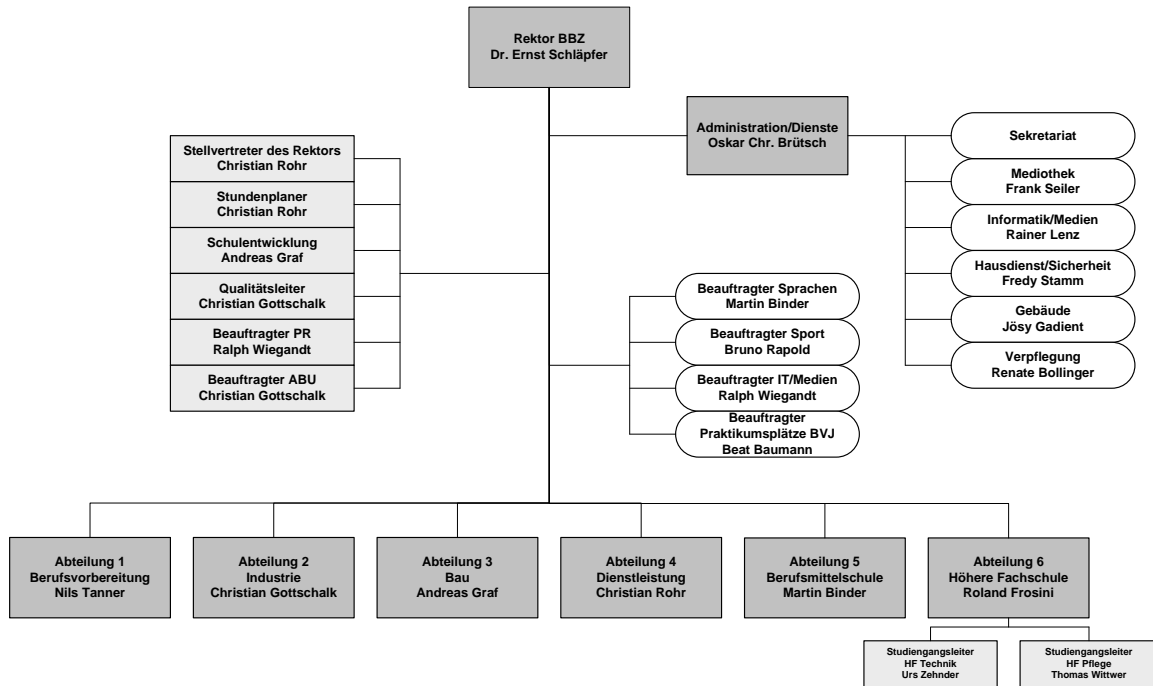 Rektor BBZ
Dr. Ernst Schläpfer
Administration/Dienste
Oskar Chr. Brütsch
Sekretariat
Mediothek
Frank Seiler
Informatik/Medien
Rainer Lenz
Hausdienst/Sicherheit
Fredy Stamm
Gebäude
Jösy Gadient
Verpflegung
Renate Bollinger
Stellvertreter des Rektors
Christian Rohr
Stundenplaner
Christian Rohr
Schulentwicklung
Andreas Graf
Qualitätsleiter
Christian Gottschalk
Beauftragter PR
Ralph Wiegandt
Beauftragter ABU
Christian Gottschalk
Beauftragter Sprachen
Martin Binder
Beauftragter Sport
Bruno Rapold
Beauftragter IT/Medien
Ralph Wiegandt
Beauftragter
Praktikumsplätze BVJ
Beat Baumann
Abteilung 1
Berufsvorbereitung
Nils Tanner
Abteilung 2
Industrie
Christian Gottschalk
Abteilung 3
Bau
Andreas Graf
Abteilung 4
Dienstleistung
Christian Rohr
Abteilung 5
Berufsmittelschule
Martin Binder
Abteilung 6
Höhere Fachschule
Roland Frosini
Studiengangsleiter
HF Technik
Urs Zehnder
Studiengangsleiter
HF Pflege
Thomas Wittwer